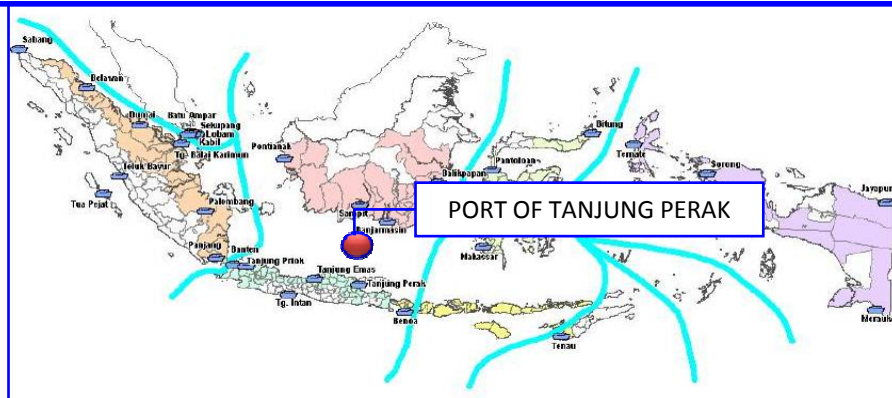 Sabang
Belawan
Dumai
Batu Ampar
Sekupang
Lobam
Kabil
Tg. Balai Karimun
Teluk Bayur
Tua Pejat
Palembang
Panjang
Banten
Tanjung Priok
Tanjung Emas
Tanjung Perak
Tg. Intan
Benoa
Pontianak
Sampit
Banjarmasin
Balikpapan
PORT OF TANJUNG PERAK
Pantoloan
Bitung
Makassar
Tenau
Ternate
Sorong
Jayapur
Merauk